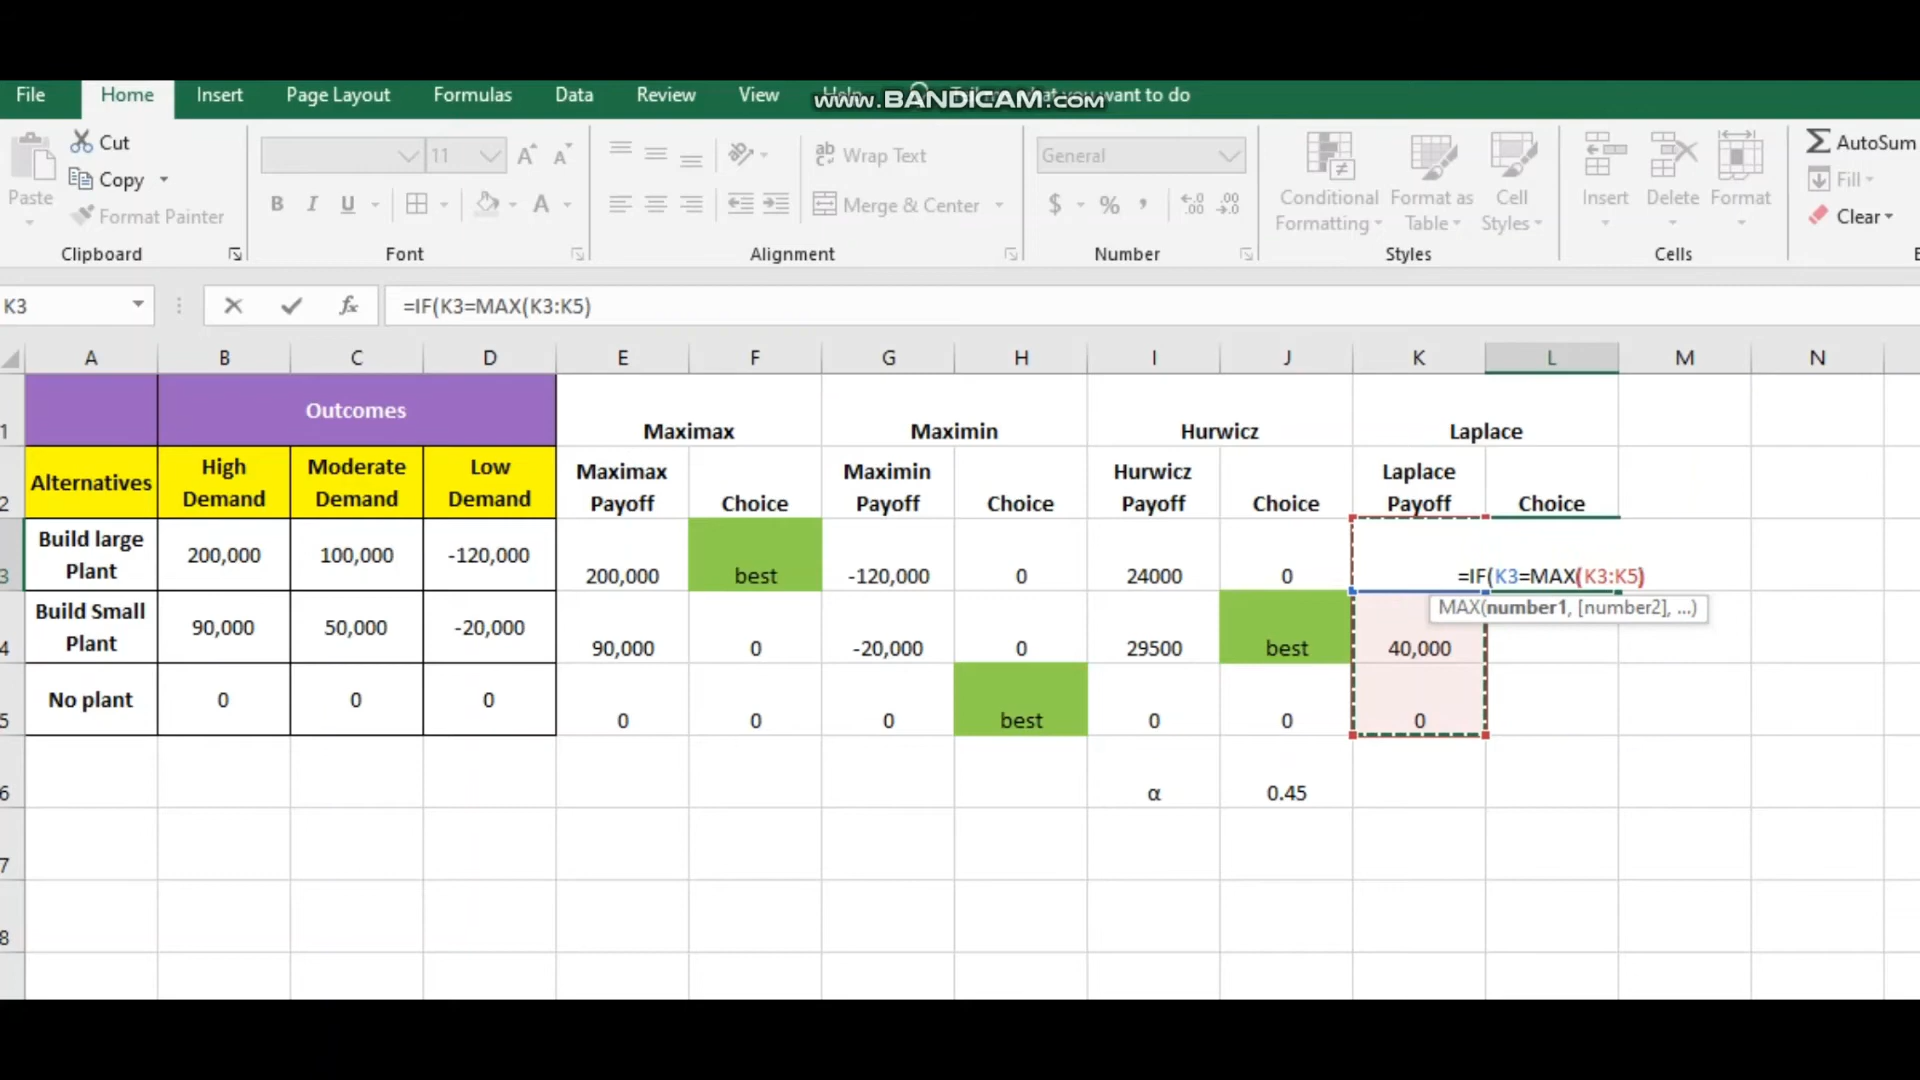 www.BANDICAM.com
File Home Insert Page Layout Formulas Data Review View you want to do
Cut
Copy
Format Painter
Paste
Clipboard
11
B I U
Font
Wrap Text
Merge & Center
Alignment
General
$ % ,
Number
Conditional Formatting
Format as Table
Cell Styles
Styles
Insert Delete Format
Cells
AutoSum
Fill
Clear
K3 fx =IF(K3=MAX(K3:K5)
A B C D E F G H I J K L M N
1 Outcomes Maximax Maximin Hurwicz Laplace
2 Alternatives High Demand Moderate Demand Low Demand Maximax Payoff Choice Maximin Payoff Choice Hurwicz Payoff Choice Laplace Payoff Choice
3 Build large Plant 200,000 100,000 -120,000 200,000 best -120,000 0 24000 0 =IF(K3=MAX(K3:K5)
MAX(number1, [number2], ...)
4 Build Small Plant 90,000 50,000 -20,000 90,000 0 -20,000 0 29500 best 40,000
5 No plant 0 0 0 0 0 0 best 0 0 0
6 α 0.45
7
8